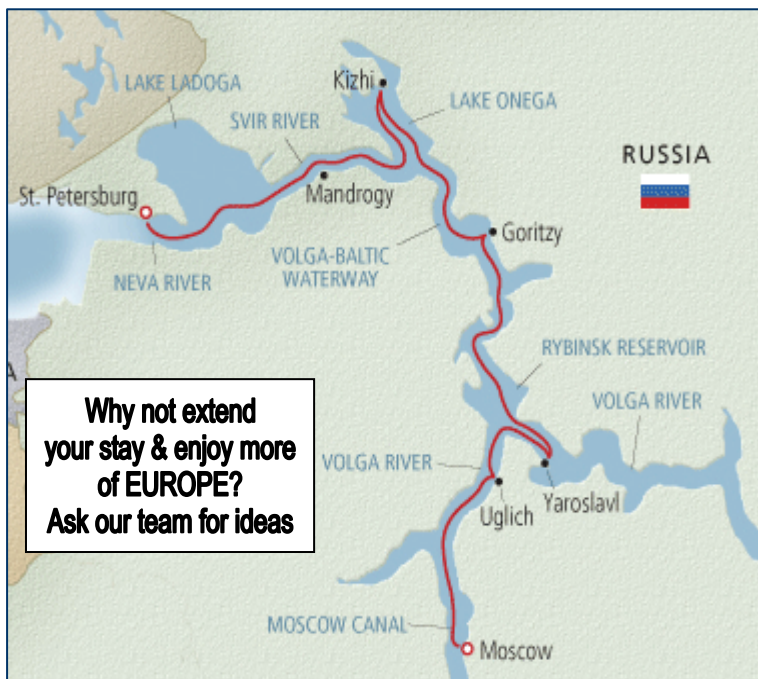 Kizhi
LAKE LADOGA
LAKE ONEGA
SVIR RIVER
RUSSIA
St. Petersburg
Mandrogy
Goritzy
VOLGA-BALTIC
WATERWAY
NEVA RIVER
RYBINSK RESERVOIR
A
Why not extend
your stay & enjoy more
of EUROPE?
Ask our team for ideas
VOLGA RIVER
VOLGA RIVER
Yaroslavl
Uglich
MOSCOW CANAL
Moscow